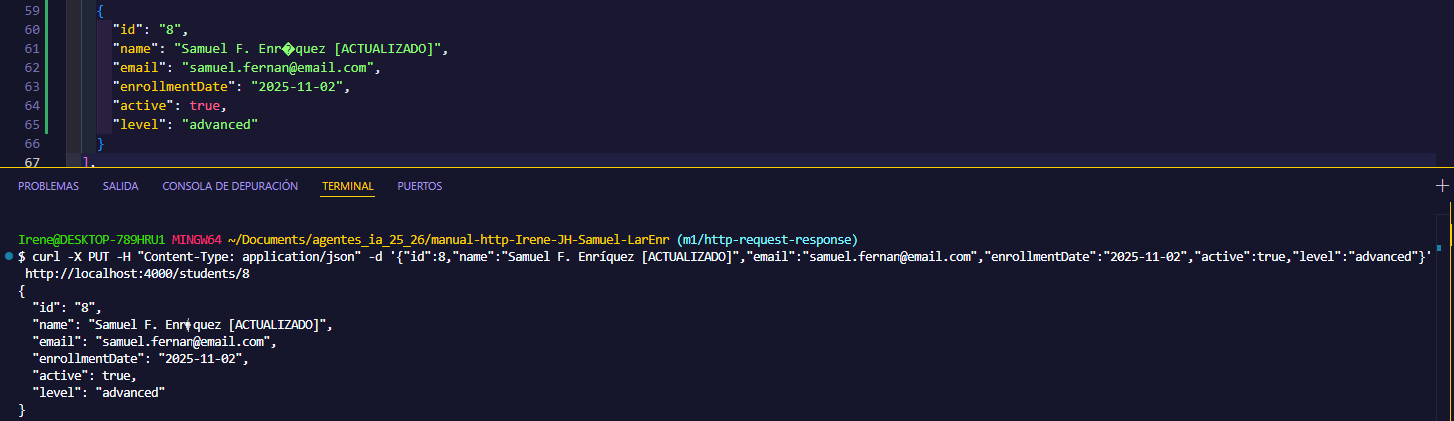 59 {
60 "id": "8",
61 "name": "Samuel F. Enr�quez [ACTUALIZADO]",
62 "email": "samuel.fernan@email.com",
63 "enrollmentDate": "2025-11-02",
64 "active": true,
65 "level": "advanced"
66 }
67 ],
PROBLEMAS SALIDA CONSOLA DE DEPURACIÓN TERMINAL PUERTOS
Irene@DESKTOP-789HRU1 MINGW64 ~/Documents/agentes_ia_25_26/manual-http-Irene-JH-Samuel-LarEnr (m1/http-request-response)
$ curl -X PUT -H "Content-Type: application/json" -d '{"id":8,"name":"Samuel F. Enríquez [ACTUALIZADO]","email":"samuel.fernan@email.com","enrollmentDate":"2025-11-02","active":true,"level":"advanced"}'
http://localhost:4000/students/8
{
"id": "8",
"name": "Samuel F. Enr�quez [ACTUALIZADO]",
"email": "samuel.fernan@email.com",
"enrollmentDate": "2025-11-02",
"active": true,
"level": "advanced"
}